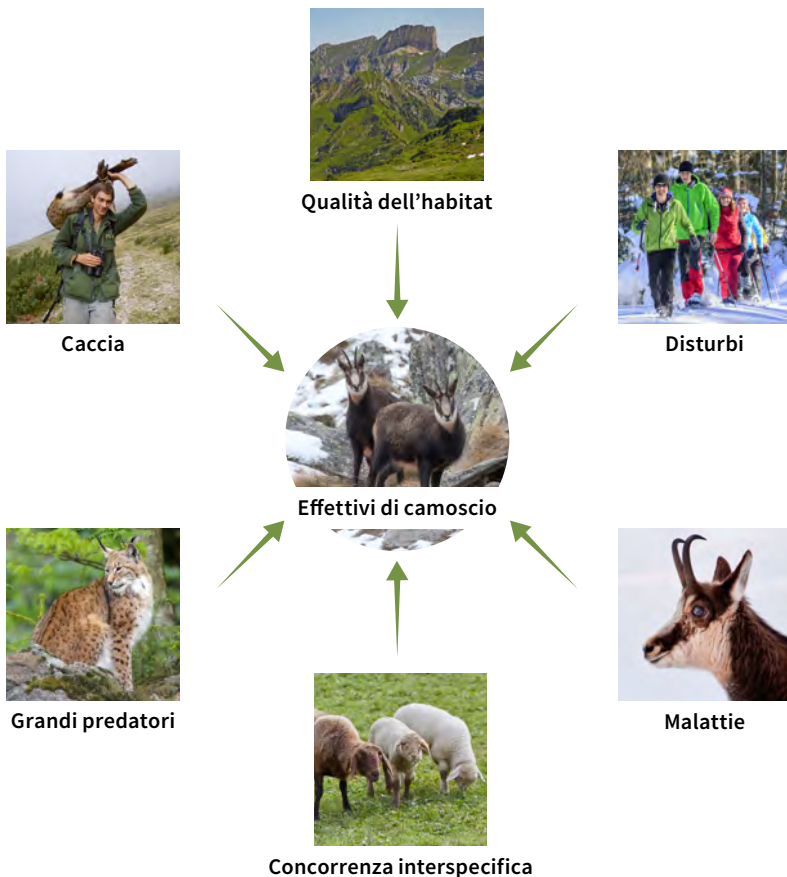 Qualità dell'habitat
Caccia
Disturbi
Effettivi di camoscio
Grandi predatori
Malattie
Concorrenza interspecifica